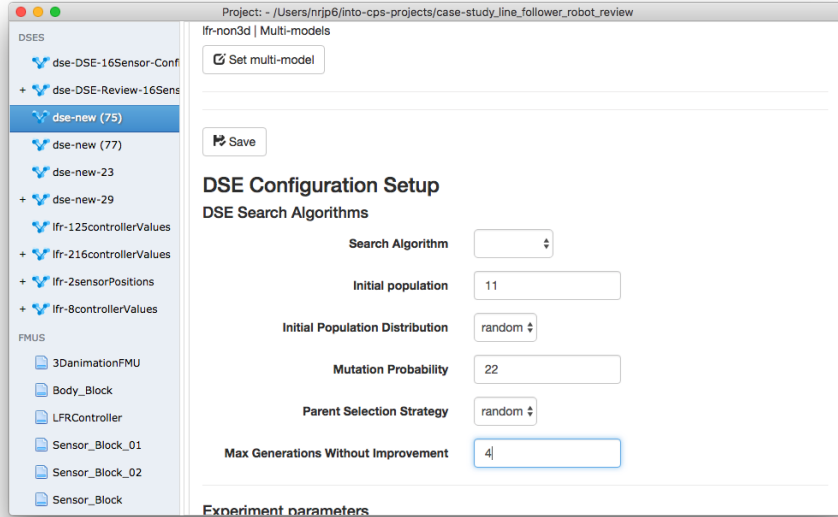 Project: - /Users/nrjp6/into-cps-projects/case-study_line_follower_robot_review
DSES
dse-DSE-16Sensor-Confi
+ dse-DSE-Review-16Sens
dse-new (75)
dse-new (77)
dse-new-23
+ dse-new-29
lfr-125controllerValues
+ lfr-216controllerValues
+ lfr-2sensorPositions
+ lfr-8controllerValues
FMUS
3DanimationFMU
Body_Block
LFRController
Sensor_Block_01
Sensor_Block_02
Sensor_Block
lfr-non3d | Multi-models
Set multi-model
Save
DSE Configuration Setup
DSE Search Algorithms
Search Algorithm
Initial population 11
Initial Population Distribution random
Mutation Probability 22
Parent Selection Strategy random
Max Generations Without Improvement 4
Experiment parameters